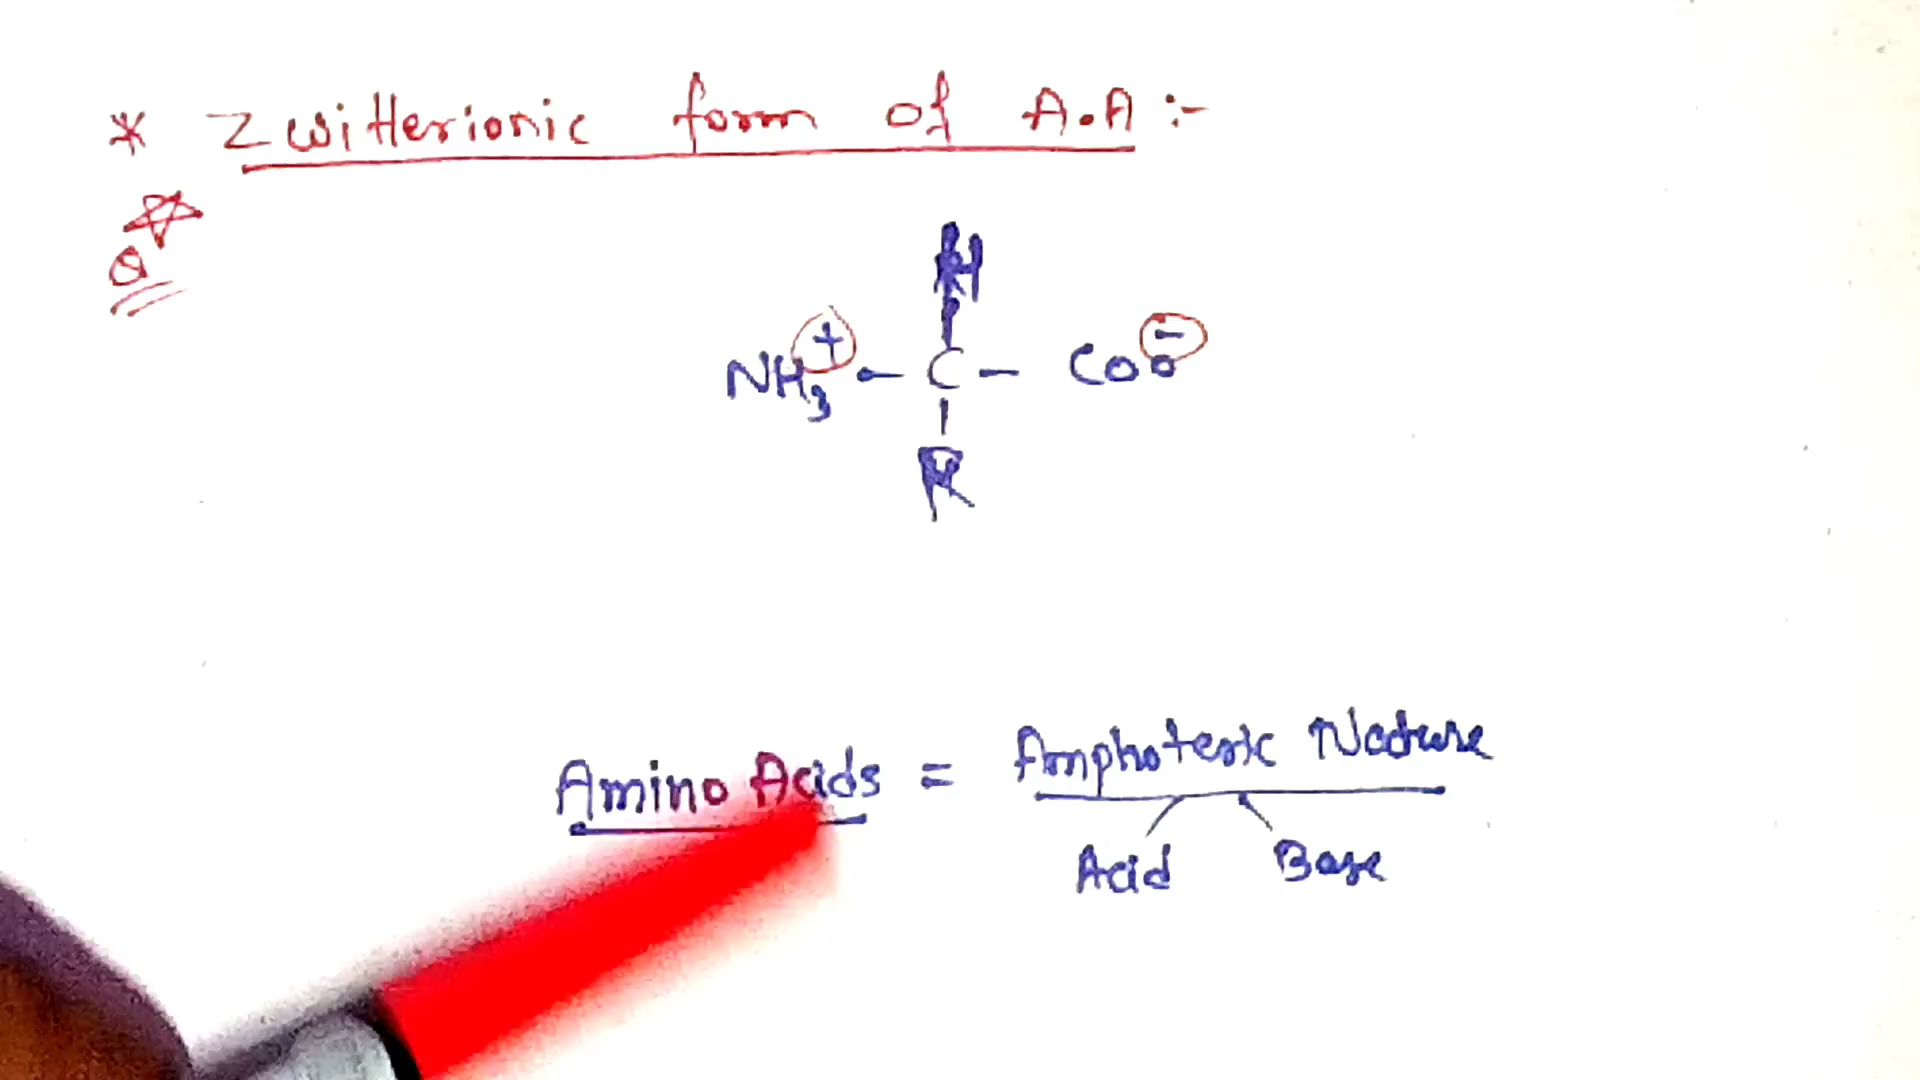 * Zwitterionic form of A.A :-
Q
H
NH₃⁺ - C - COO⁻
R
Amino Acids = Amphoteric Nature
Acid Base